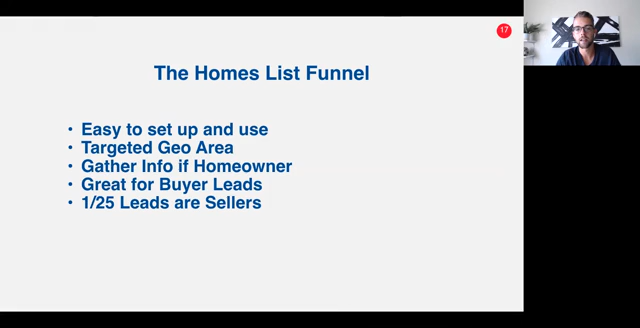 17
The Homes List Funnel
• Easy to set up and use
• Targeted Geo Area
• Gather Info if Homeowner
• Great for Buyer Leads
• 1/25 Leads are Sellers